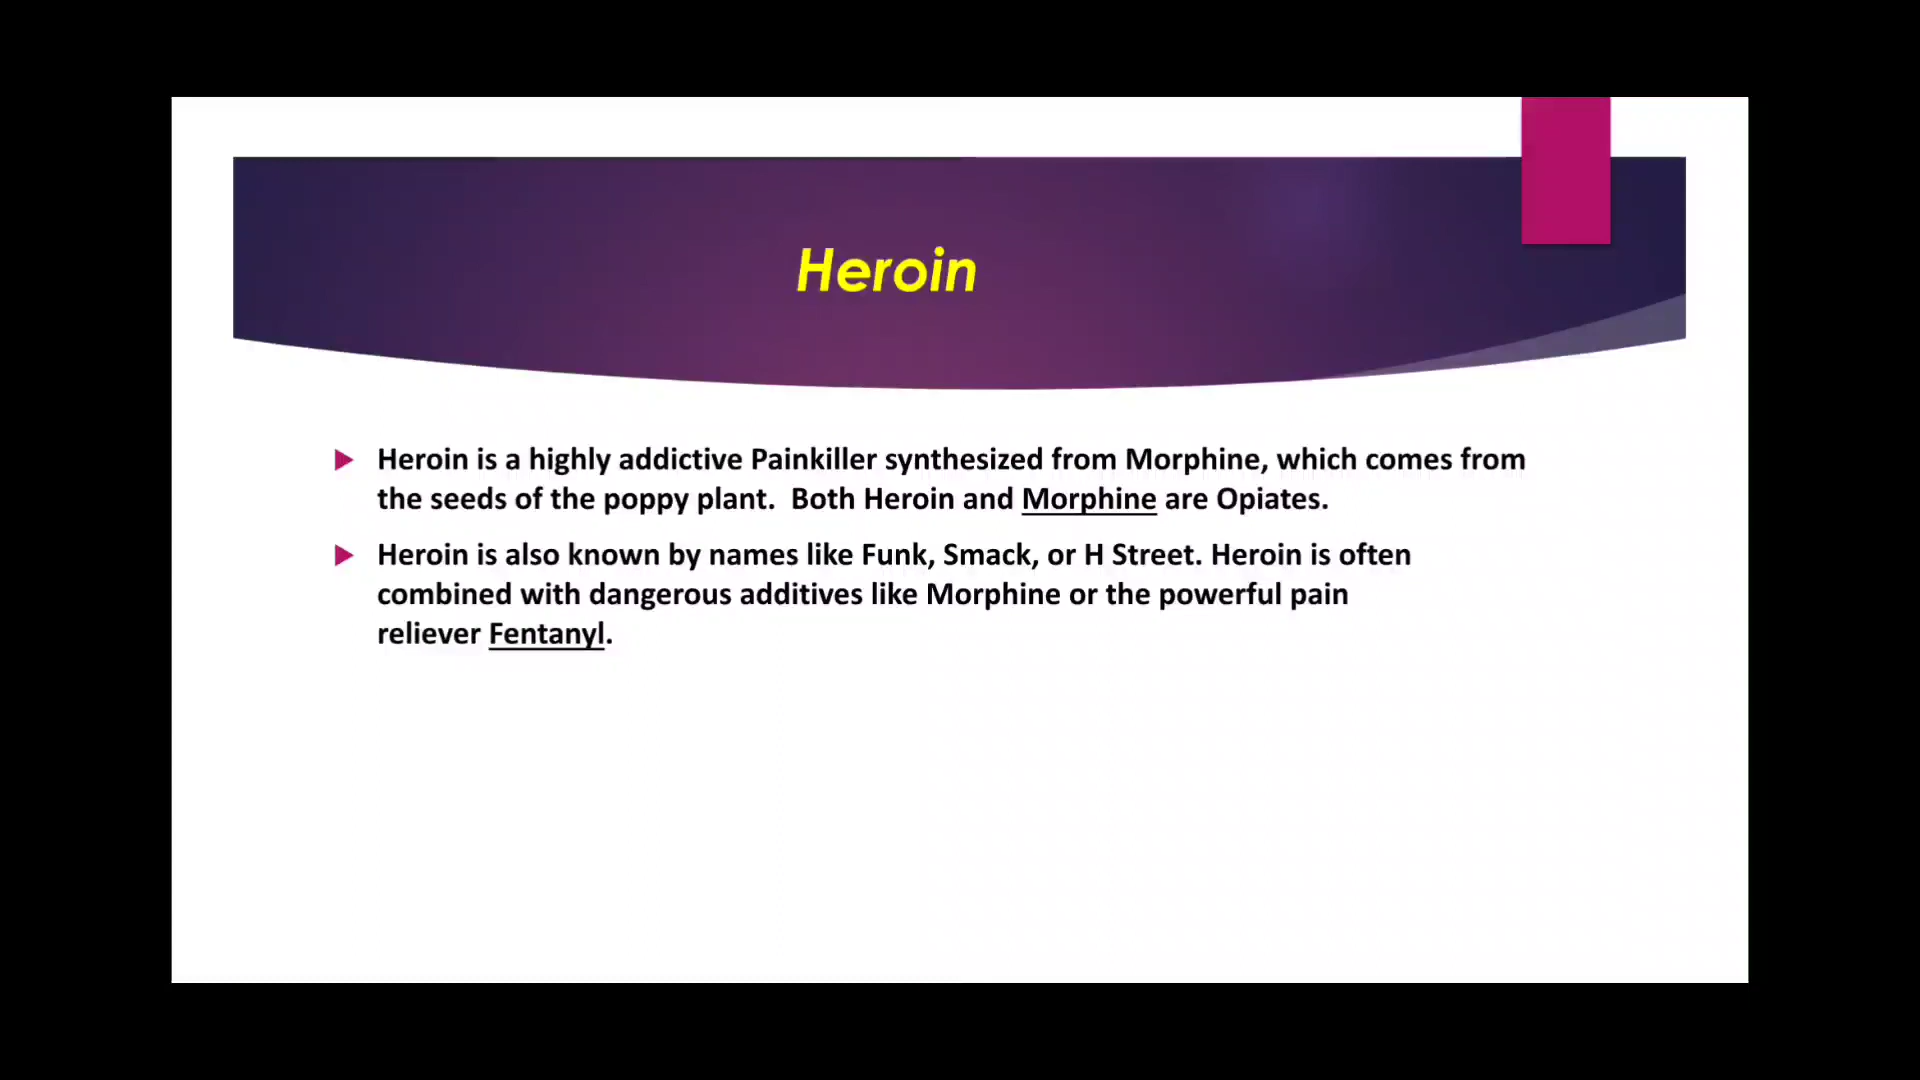 Heroin
Heroin is a highly addictive Painkiller synthesized from Morphine, which comes from
the seeds of the poppy plant.  Both Heroin and Morphine are Opiates.
Heroin is also known by names like Funk, Smack, or H Street. Heroin is often
combined with dangerous additives like Morphine or the powerful pain
reliever Fentanyl.